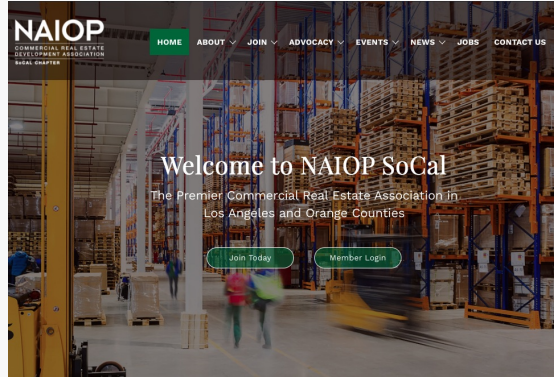 NAIOP
COMMERCIAL REAL ESTATE
DEVELOPMENT ASSOCIATION
SoCAL CHAPTER
HOME ABOUT JOIN ADVOCACY EVENTS NEWS JOBS CONTACT US
Welcome to NAIOP SoCal
The Premier Commercial Real Estate Association in
Los Angeles and Orange Counties
Join Today Member Login